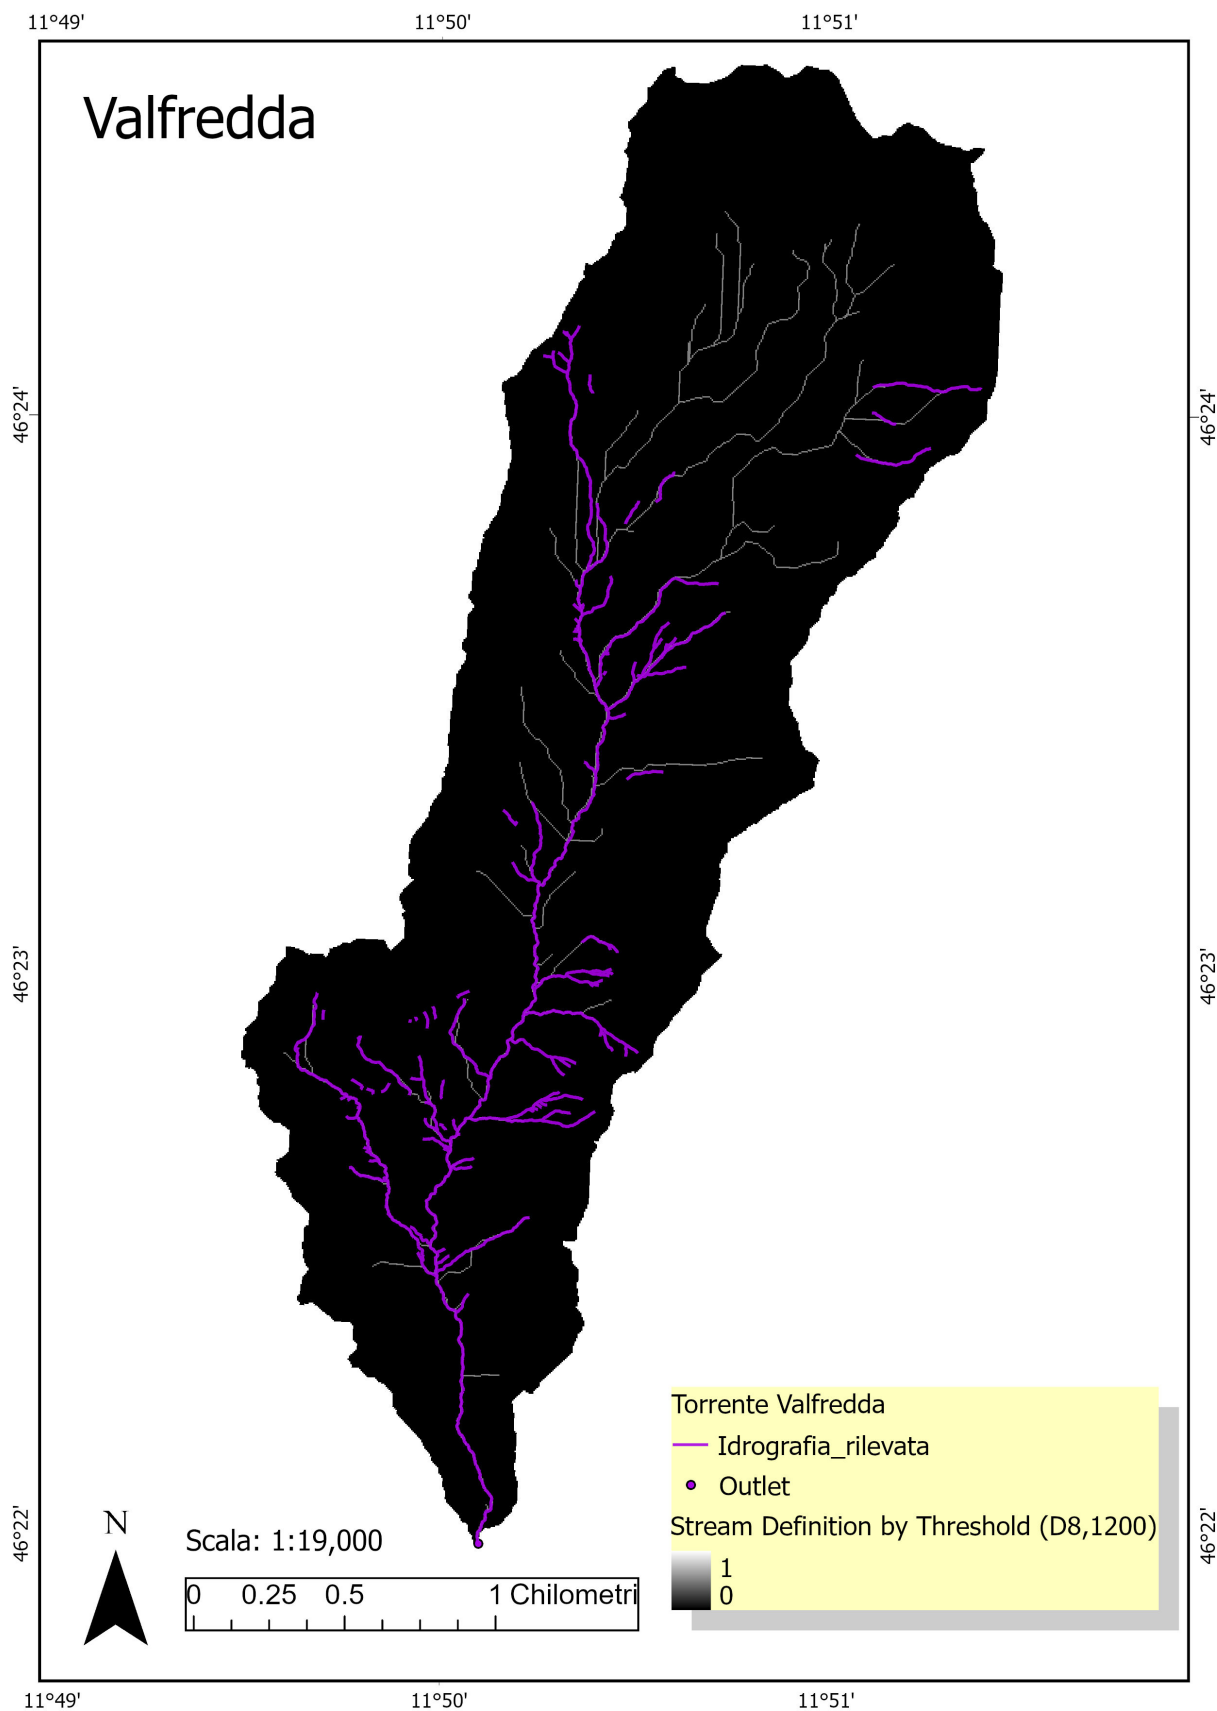 11°49' 11°50' 11°51'
Valfredda
46°24' 46°24'
46°23' 46°23'
46°22' 46°22'
Torrente Valfredda
Idrografia_rilevata
Outlet
Stream Definition by Threshold (D8,1200)
1
0
N
Scala: 1:19,000
0 0.25 0.5 1 Chilometri
11°49' 11°50' 11°51'